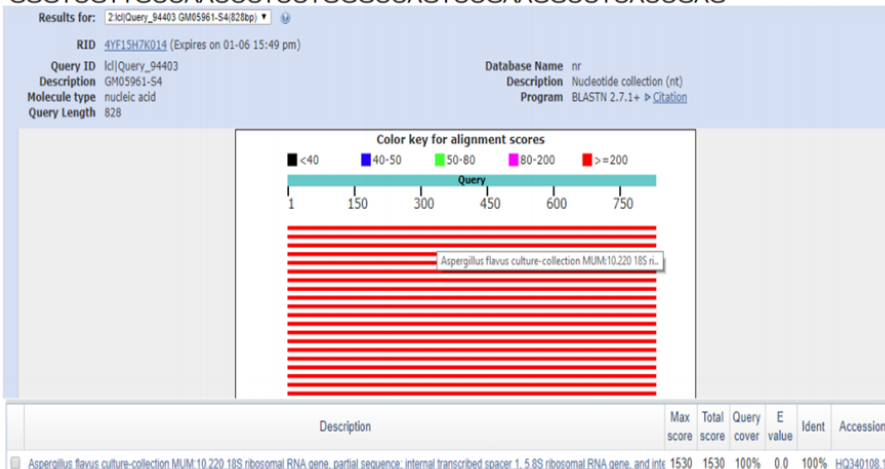 Results for: 2:lcl|Query_94403 GM05961-S4(828bp)
RID 4YF15H7K014 (Expires on 01-06 15:49 pm)
Query ID lcl|Query_94403
Description GM05961-S4
Molecule type nucleic acid
Query Length 828
Database Name nr
Description Nucleotide collection (nt)
Program BLASTN 2.7.1+ Citation
Color key for alignment scores
<40 40-50 50-80 80-200 >=200
Query
1 150 300 450 600 750
Aspergillus flavus culture-collection MUM:10.220 18S ri..
Description Max score Total score Query cover E value Ident Accession
Aspergillus flavus culture-collection MUM:10.220 18S ribosomal RNA gene, partial sequence; internal transcribed spacer 1, 5.8S ribosomal RNA gene, and inte 1530 1530 100% 0.0 100% HQ340108.